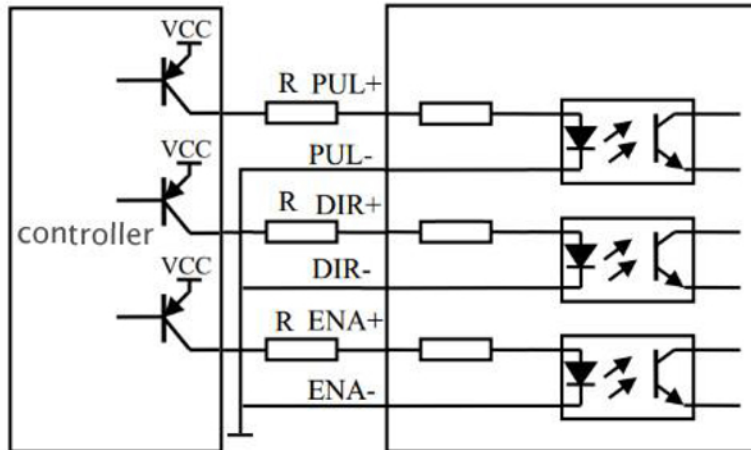 VCC
R PUL+
PUL-
VCC
R DIR+
controller
DIR-
VCC
R ENA+
ENA-